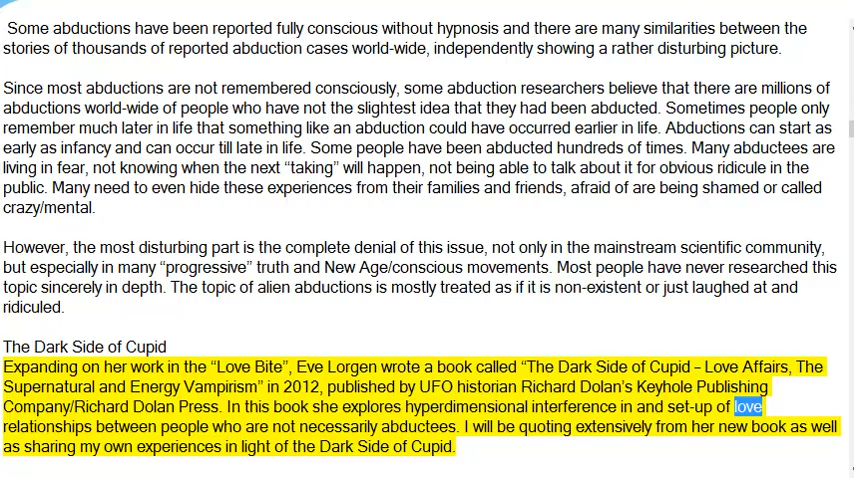 Some abductions have been reported fully conscious without hypnosis and there are many similarities between the
stories of thousands of reported abduction cases world-wide, independently showing a rather disturbing picture.
Since most abductions are not remembered consciously, some abduction researchers believe that there are millions of
abductions world-wide of people who have not the slightest idea that they had been abducted. Sometimes people only
remember much later in life that something like an abduction could have occurred earlier in life. Abductions can start as
early as infancy and can occur till late in life. Some people have been abducted hundreds of times. Many abductees are
living in fear, not knowing when the next “taking” will happen, not being able to talk about it for obvious ridicule in the
public. Many need to even hide these experiences from their families and friends, afraid of are being shamed or called
crazy/mental.
However, the most disturbing part is the complete denial of this issue, not only in the mainstream scientific community,
but especially in many “progressive” truth and New Age/conscious movements. Most people have never researched this
topic sincerely in depth. The topic of alien abductions is mostly treated as if it is non-existent or just laughed at and
ridiculed.
The Dark Side of Cupid
Expanding on her work in the “Love Bite”, Eve Lorgen wrote a book called “The Dark Side of Cupid – Love Affairs, The
Supernatural and Energy Vampirism” in 2012, published by UFO historian Richard Dolan’s Keyhole Publishing
Company/Richard Dolan Press. In this book she explores hyperdimensional interference in and set-up of love
relationships between people who are not necessarily abductees. I will be quoting extensively from her new book as well
as sharing my own experiences in light of the Dark Side of Cupid.